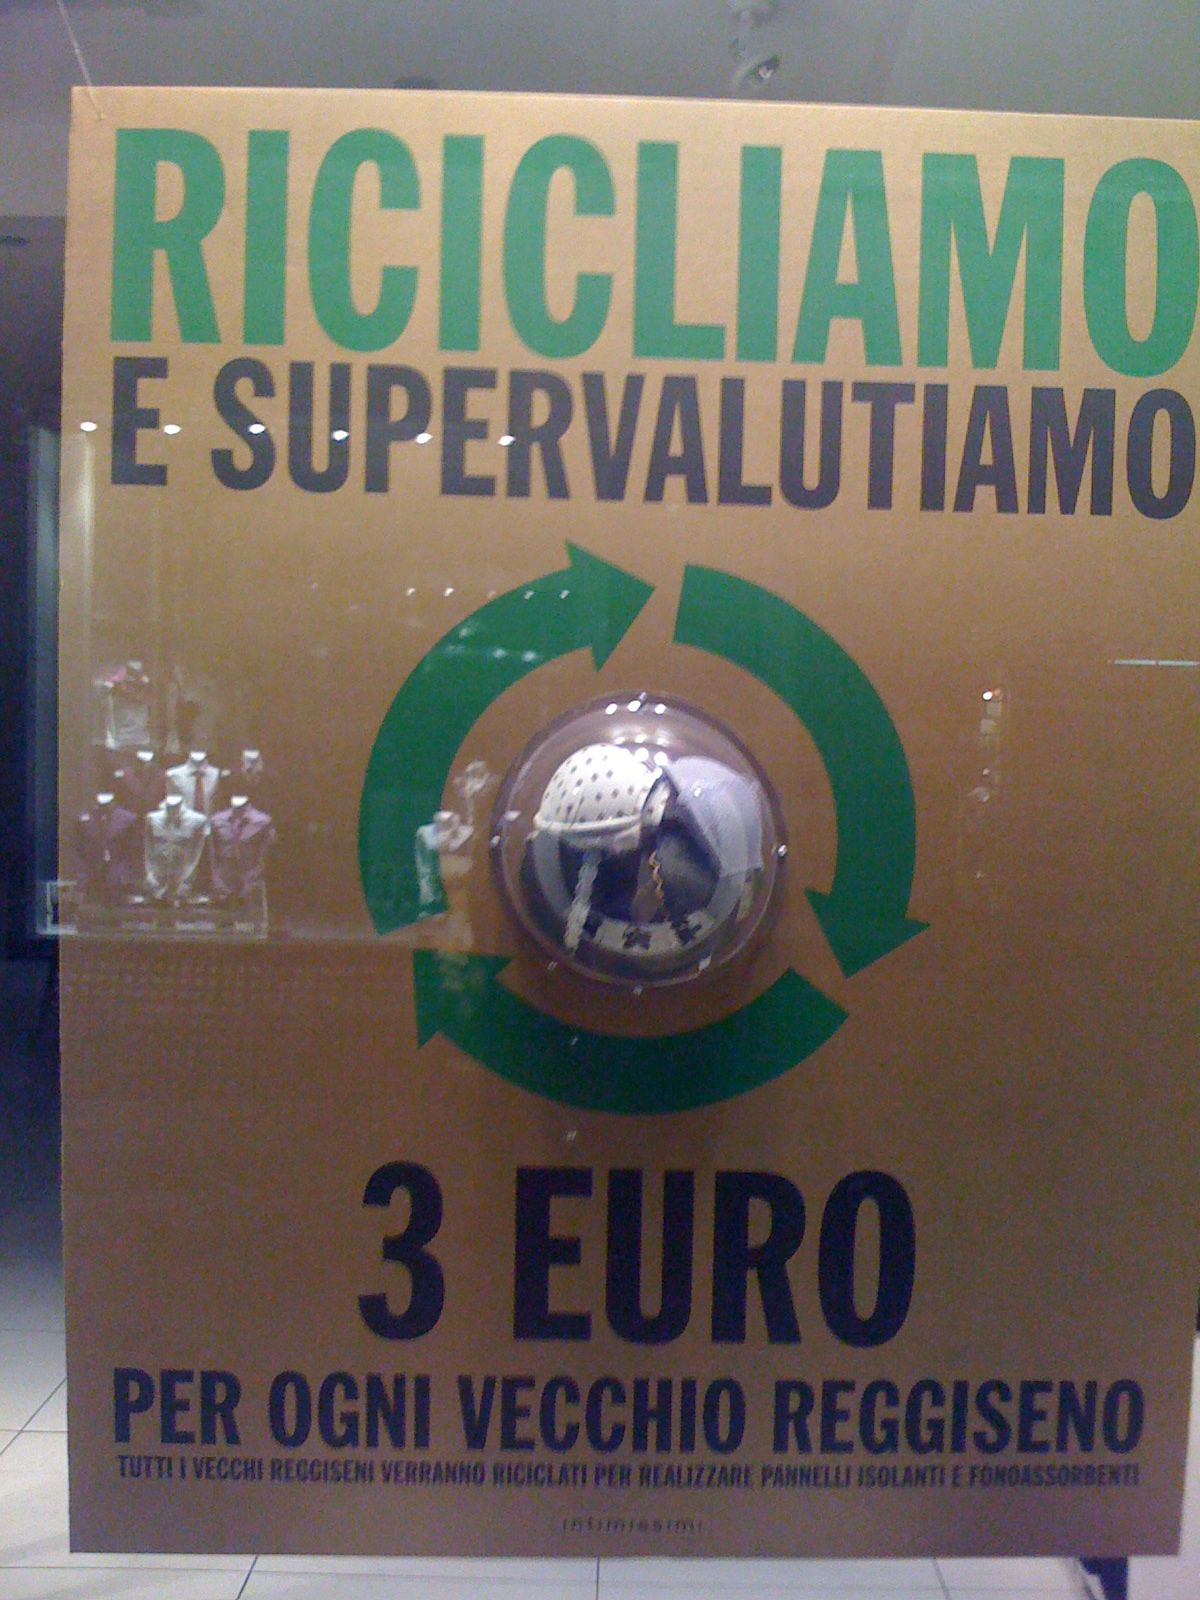 RICICLIAMO
E SUPERVALUTIAMO
3 EURO
PER OGNI VECCHIO REGGISENO
TUTTI I VECCHI REGGISENI VERRANNO RICICLATI PER REALIZZARE PANNELLI ISOLANTI E FONOASSORBENTI
intimissimi